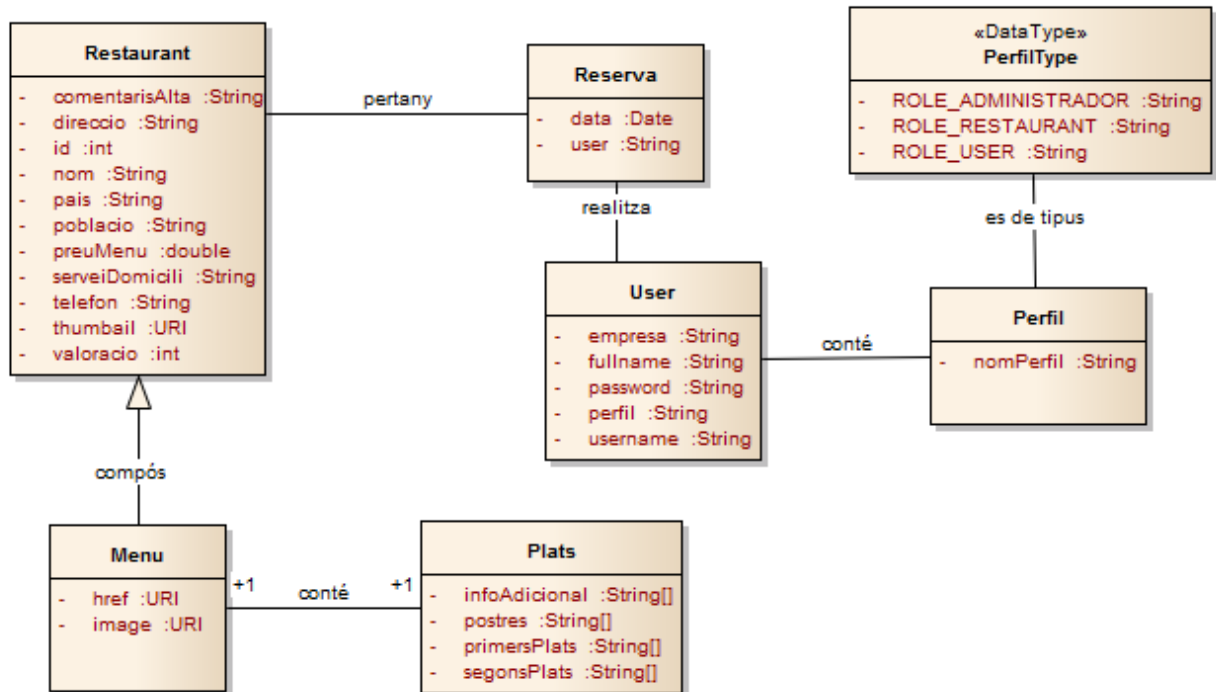 Restaurant
- comentarisAlta :String
- direccio :String
- id :int
- nom :String
- pais :String
- poblacio :String
- preuMenu :double
- serveiDomicili :String
- telefon :String
- thumbail :URI
- valoracio :int
pertany
Reserva
- data :Date
- user :String
«DataType»
PerfilType
- ROLE_ADMINISTRADOR :String
- ROLE_RESTAURANT :String
- ROLE_USER :String
realitza
es de tipus
User
- empresa :String
- fullname :String
- password :String
- perfil :String
- username :String
conté
Perfil
- nomPerfil :String
compós
Menu
- href :URI
- image :URI
+1
conté
+1
Plats
- infoAdicional :String[]
- postres :String[]
- primersPlats :String[]
- segonsPlats :String[]